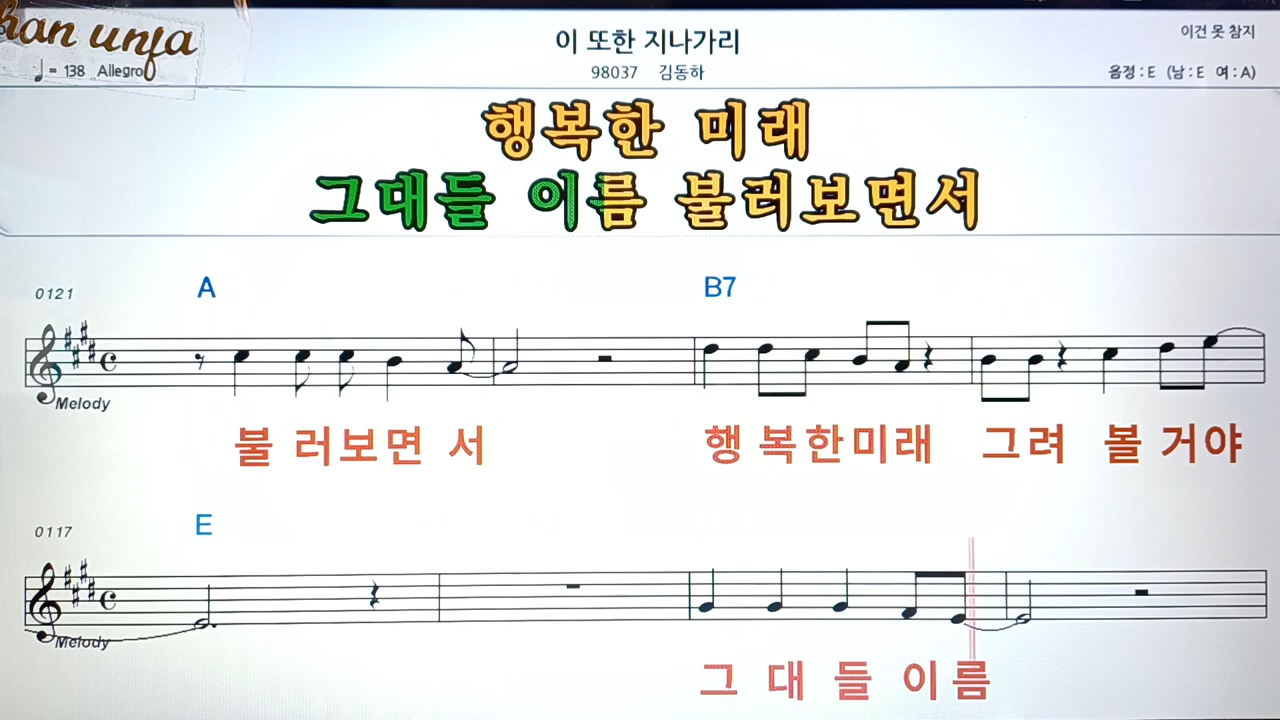 han unfa
이 또한 지나가리
이건 못 참지
♩= 138 Allegro
98037 김동하
음정 : E (남 : E 여 : A)
행복한 미래
그대들 이름 불러보면서
0121
A B7
Melody
불 러보면 서 행 복한미래 그려 볼 거야
0117
E
Melody
그 대 들 이름